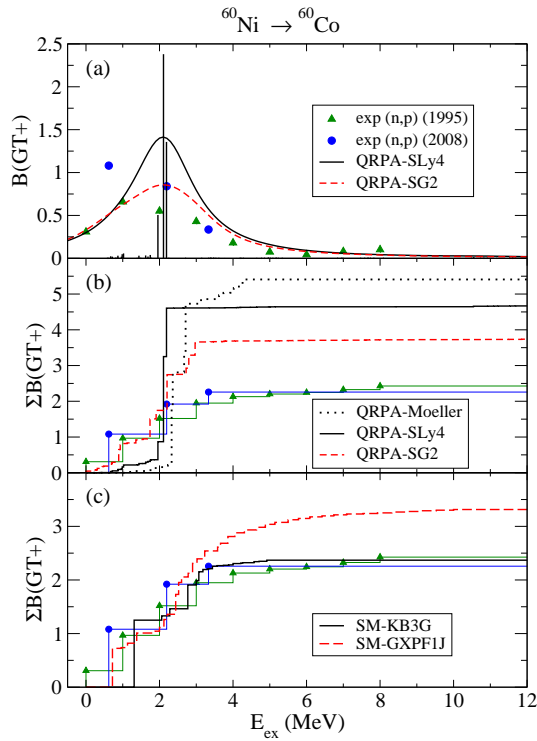 ⁶⁰Ni → ⁶⁰Co
(a)
B(GT+)
2.5
2
1.5
1
0.5
0
exp (n,p) (1995)
exp (n,p) (2008)
QRPA-SLy4
QRPA-SG2
(b)
ΣB(GT+)
5
4
3
2
1
0
QRPA-Moeller
QRPA-SLy4
QRPA-SG2
(c)
ΣB(GT+)
3
2
1
0
SM-KB3G
SM-GXPF1J
0 2 4 6 8 10 12
E_ex (MeV)